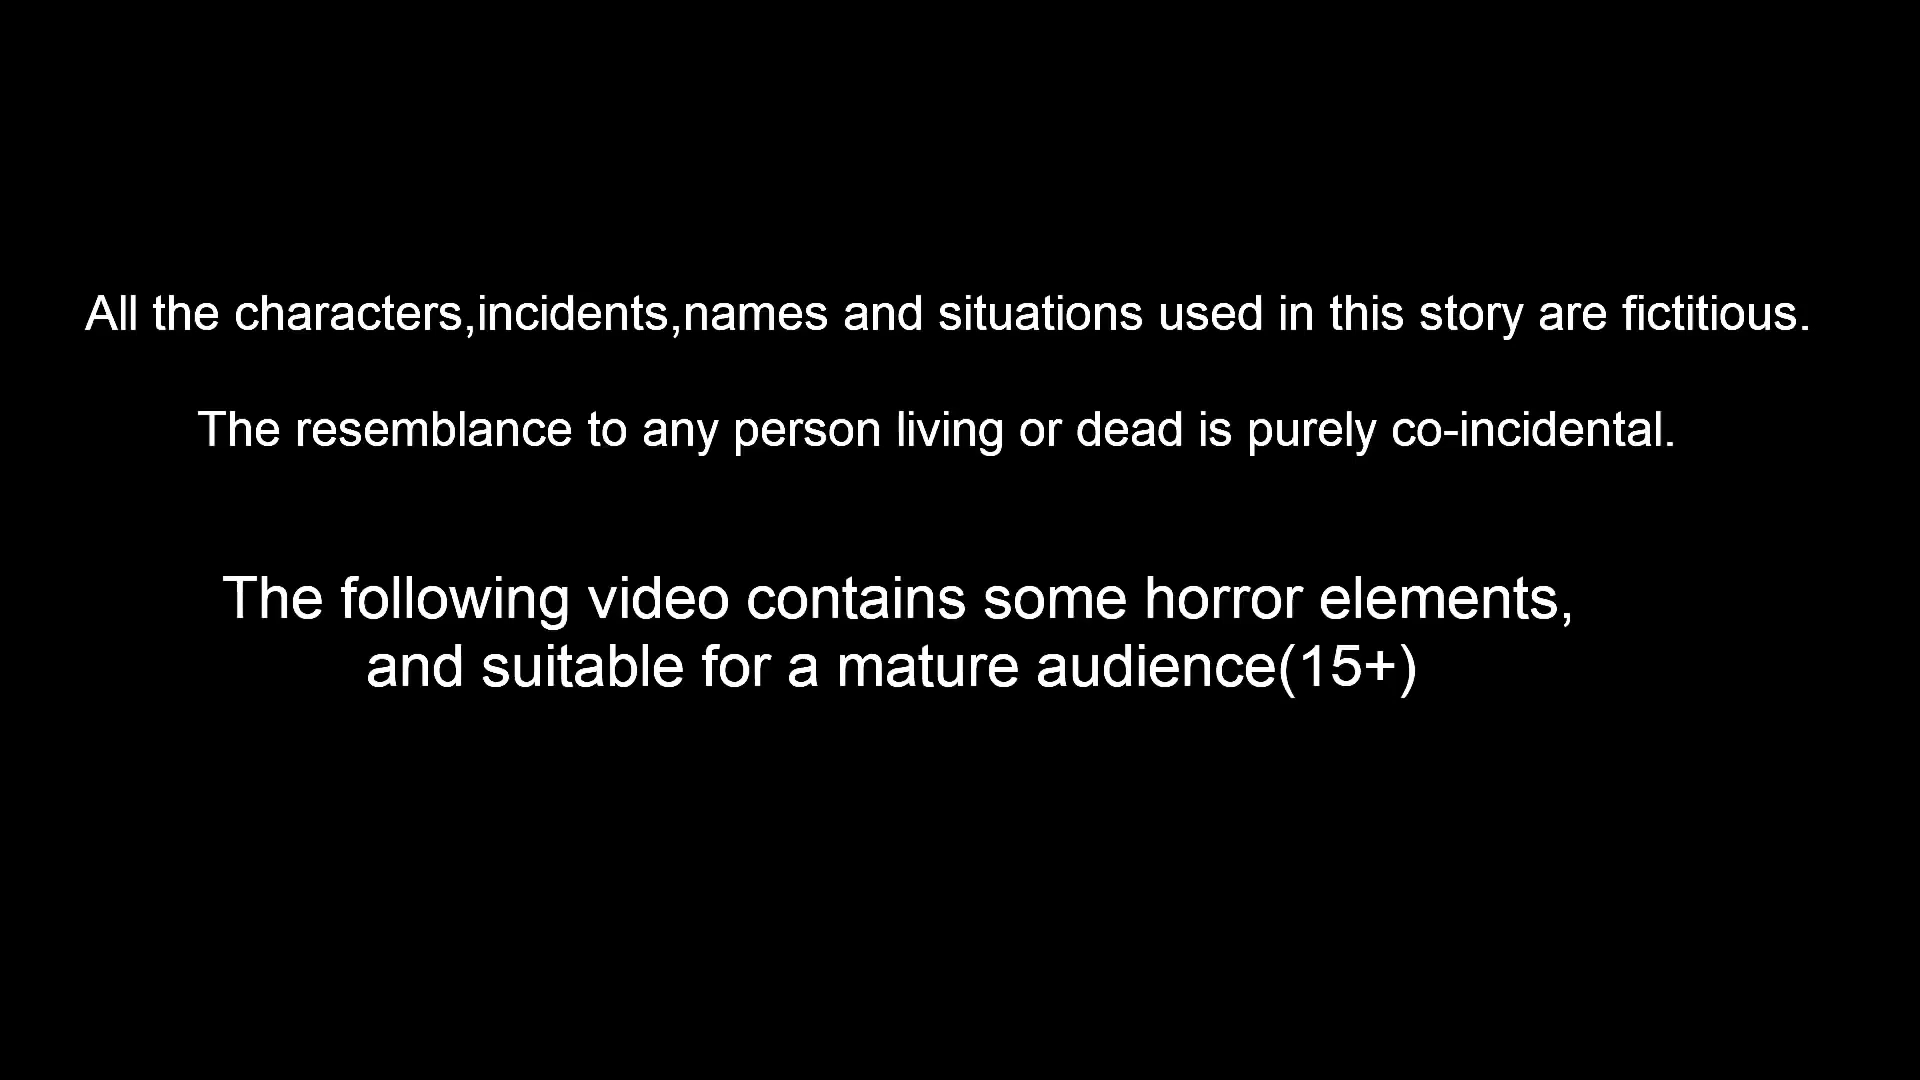 All the characters,incidents,names and situations used in this story are fictitious.
The resemblance to any person living or dead is purely co-incidental.
The following video contains some horror elements,
and suitable for a mature audience(15+)